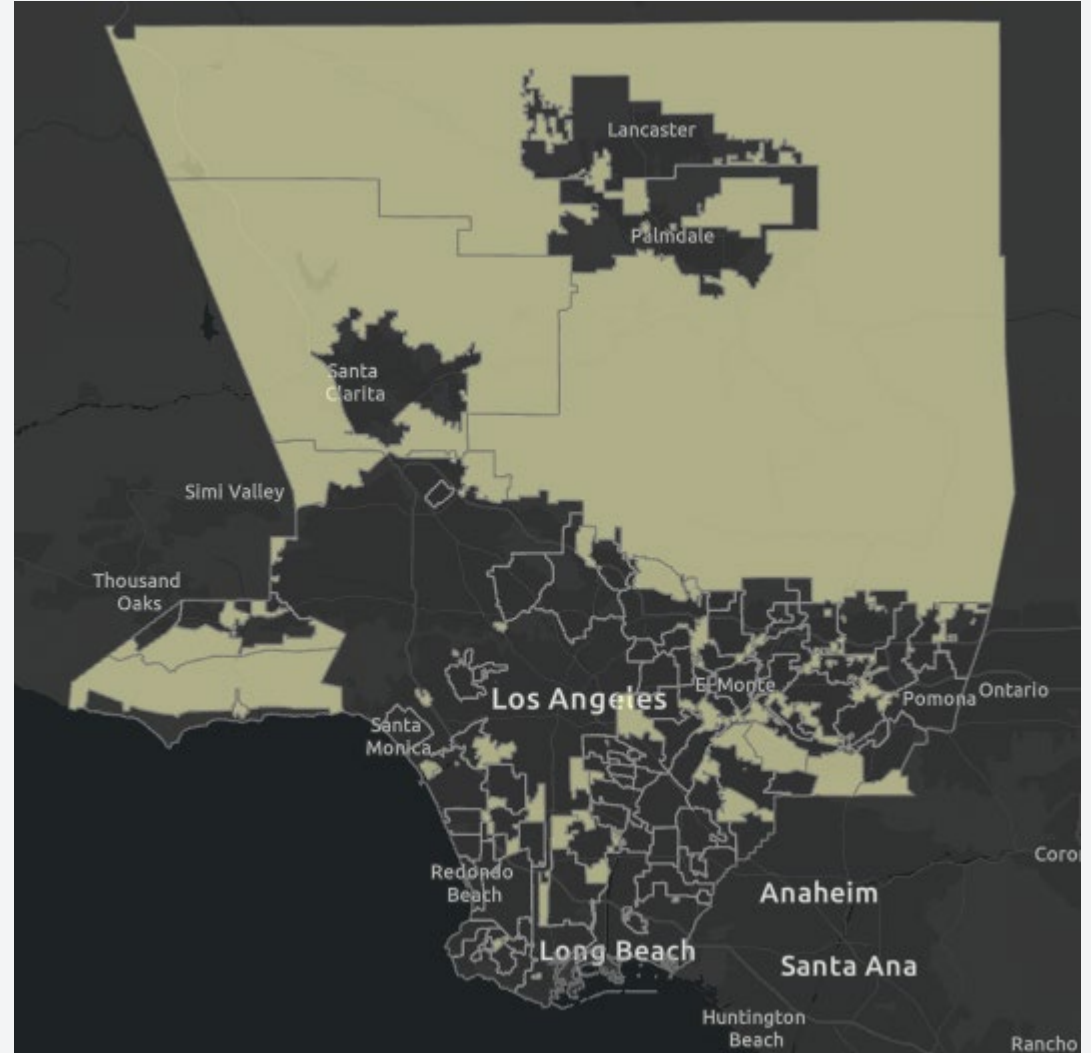 Lancaster
Palmdale
Santa
Clarita
Simi Valley
Thousand
Oaks
Los Angeles
El Monte
Pomona
Ontario
Santa
Monica
Redondo
Beach
Long Beach
Anaheim
Santa Ana
Huntington
Beach
Rancho